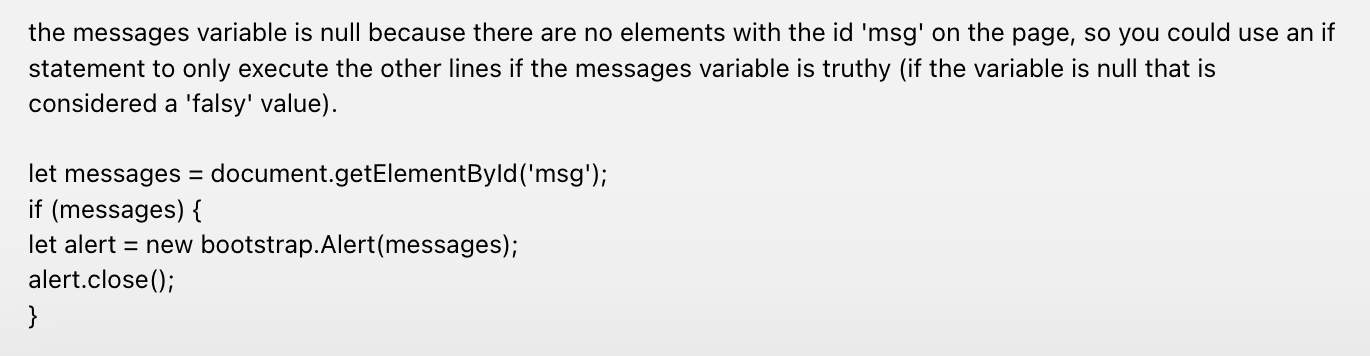 the messages variable is null because there are no elements with the id 'msg' on the page, so you could use an if
statement to only execute the other lines if the messages variable is truthy (if the variable is null that is
considered a 'falsy' value).
let messages = document.getElementById('msg');
if (messages) {
let alert = new bootstrap.Alert(messages);
alert.close();
}